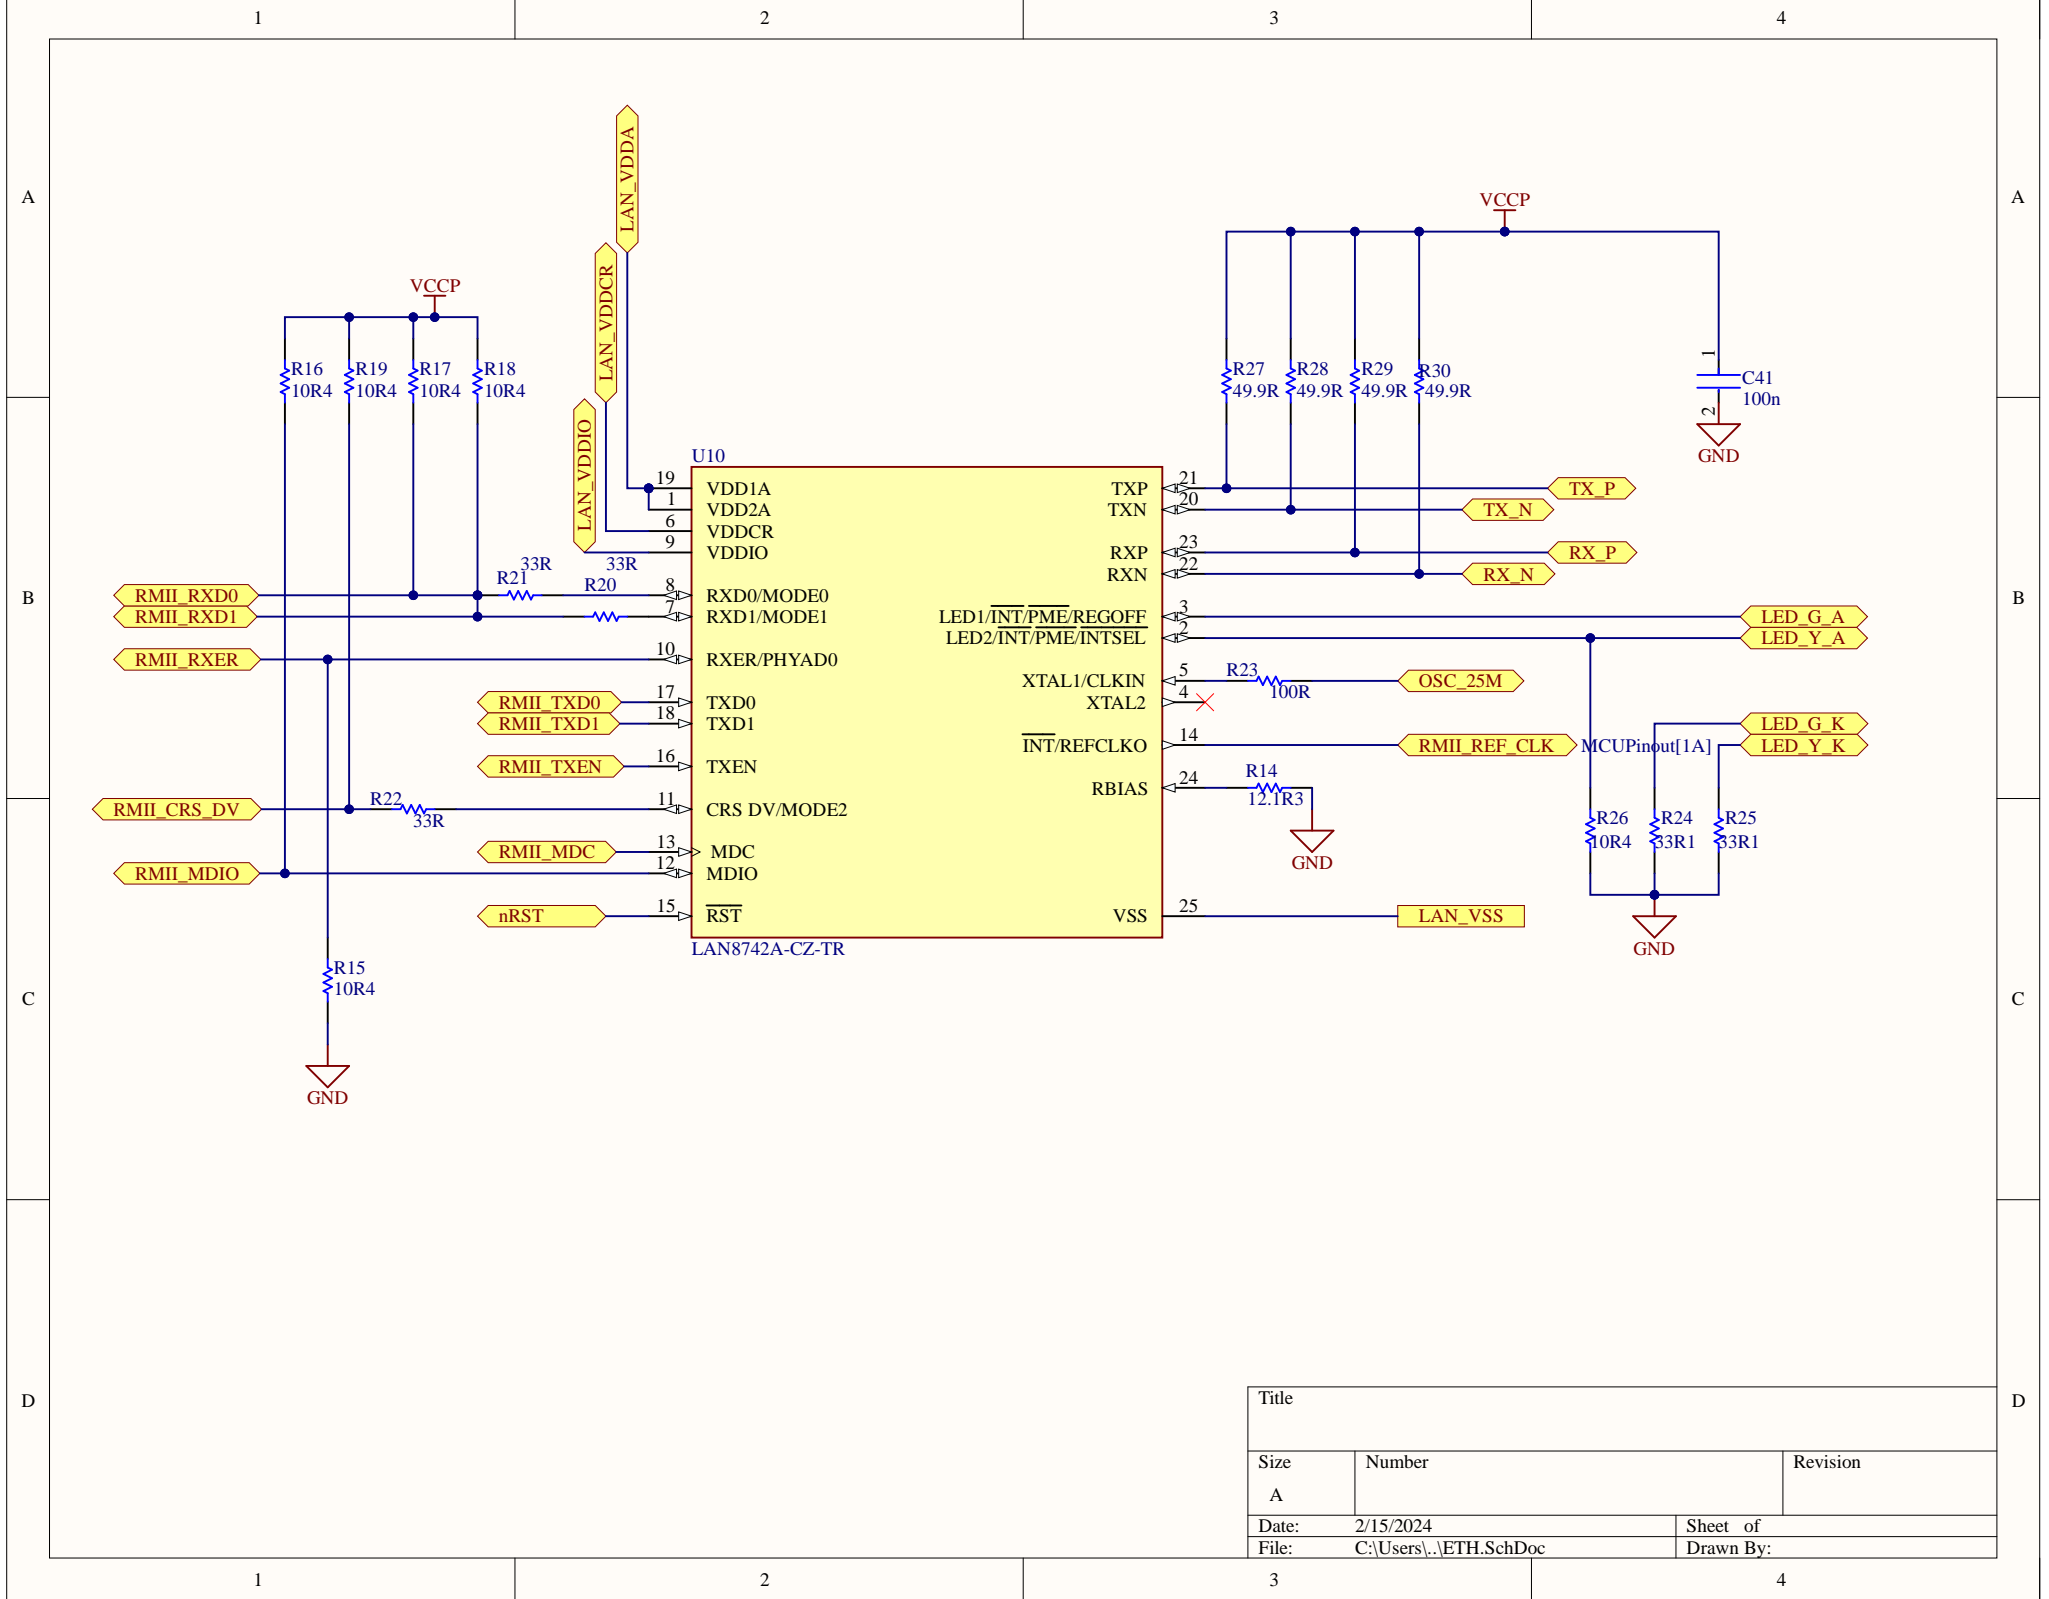 1 2 3 4
A A
LAN_VDDA
VCCP
LAN_VDDCR
VCCP
R16 R19 R17 R18
10R4 10R4 10R4 10R4
R27 R28 R29 R30
49.9R 49.9R 49.9R 49.9R
1
C41
100n
2
GND
LAN_VDDIO
U10
19 VDD1A
1 VDD2A
6 VDDCR
9 VDDIO
TXP 21 TX_P
TXN 20 TX_N
RXP 23 RX_P
RXN 22 RX_N
33R 33R
R21 R20
B B
RMII_RXD0 8 RXD0/MODE0
RMII_RXD1 7 RXD1/MODE1
LED1/INT/PME/REGOFF 3 LED_G_A
LED2/INT/PME/INTSEL 2 LED_Y_A
RMII_RXER 10 RXER/PHYAD0
XTAL1/CLKIN 5 R23 100R OSC_25M
XTAL2 4
RMII_TXD0 17 TXD0
RMII_TXD1 18 TXD1
LED_G_K
INT/REFCLKO 14 RMII_REF_CLK MCUPinout[1A] LED_Y_K
RMII_TXEN 16 TXEN
RBIAS 24 R14 12.1R3
GND
RMII_CRS_DV R22 33R 11 CRS DV/MODE2
R26 R24 R25
10R4 33R1 33R1
GND
RMII_MDC 13 MDC
RMII_MDIO 12 MDIO
nRST 15 RST
VSS 25 LAN_VSS
LAN8742A-CZ-TR
R15
10R4
GND
C C
D D
Title
Size Number Revision
A
Date: 2/15/2024 Sheet of
File: C:\Users\..\ETH.SchDoc Drawn By:
1 2 3 4